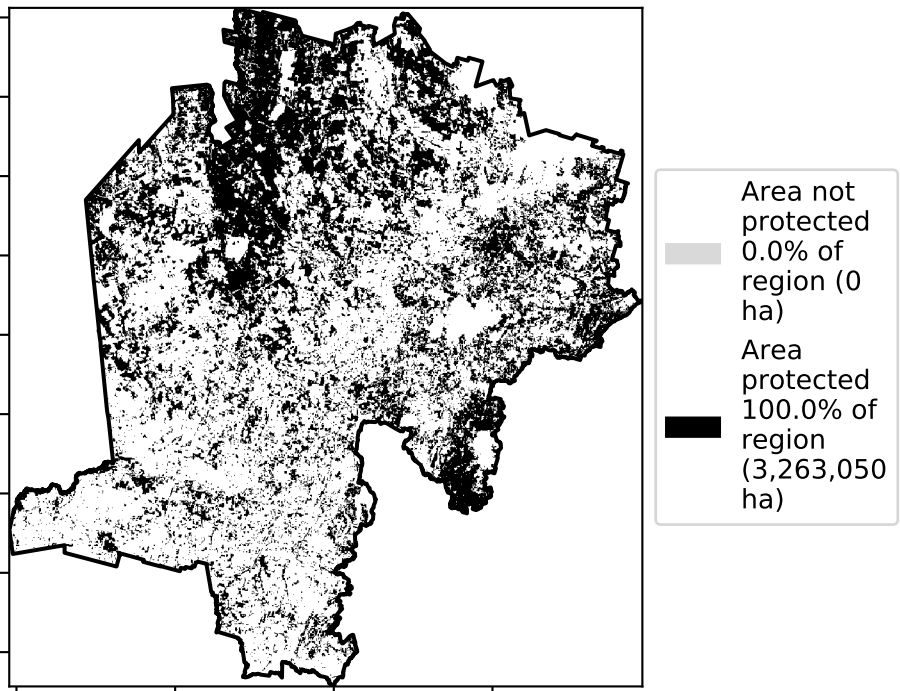 Area not
protected
0.0% of
region (0
ha)
Area
protected
100.0% of
region
(3,263,050
ha)